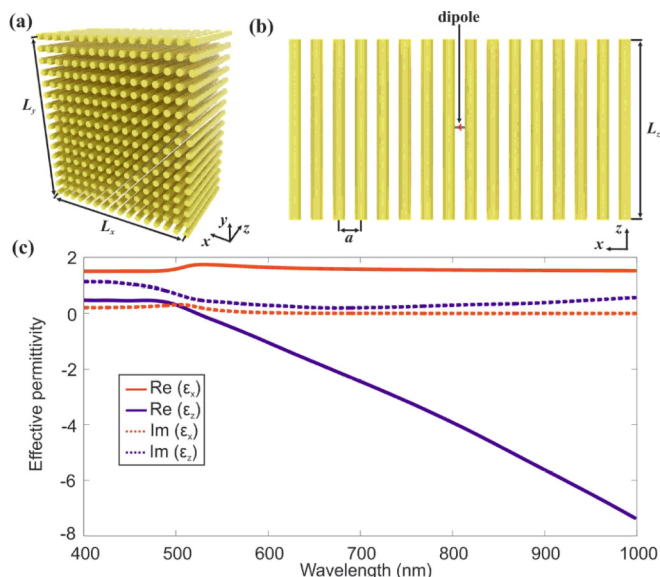 (a)
L_y
L_x
y
z
x
(b)
dipole
L_z
a
z
x
(c)
Effective permittivity
2
0
-2
-4
-6
-8
Re (ε_x)
Re (ε_z)
Im (ε_x)
Im (ε_z)
400 500 600 700 800 900 1000
Wavelength (nm)